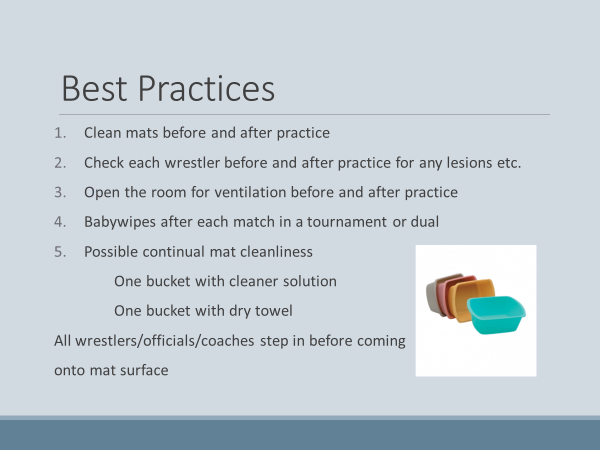 Best Practices
1. Clean mats before and after practice
2. Check each wrestler before and after practice for any lesions etc.
3. Open the room for ventilation before and after practice
4. Babywipes after each match in a tournament or dual
5. Possible continual mat cleanliness
One bucket with cleaner solution
One bucket with dry towel
All wrestlers/officials/coaches step in before coming
onto mat surface